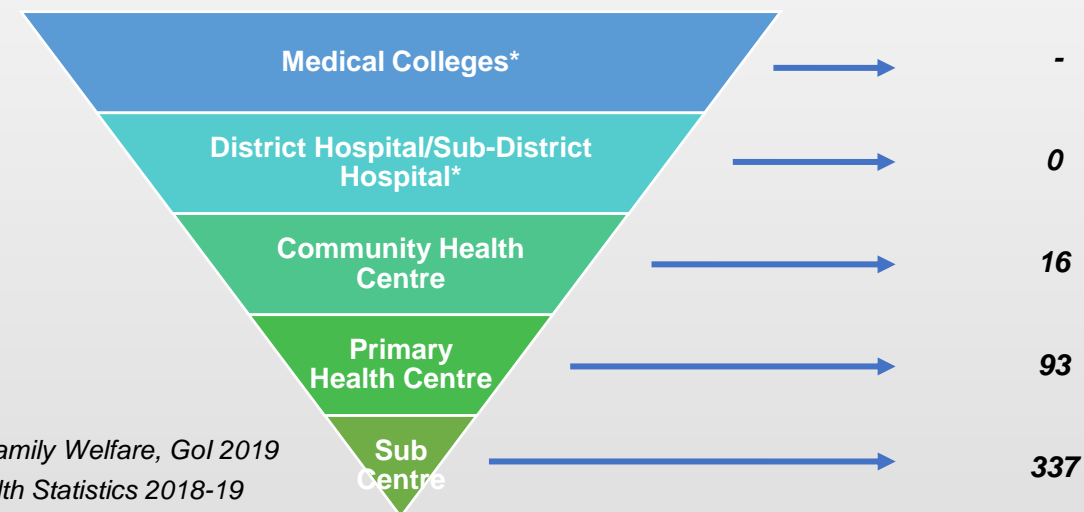 Medical Colleges*
-
District Hospital/Sub-District
Hospital*
0
Community Health
Centre
16
Primary
Health Centre
93
Sub
Centre
337
amily Welfare, GoI 2019
lth Statistics 2018-19